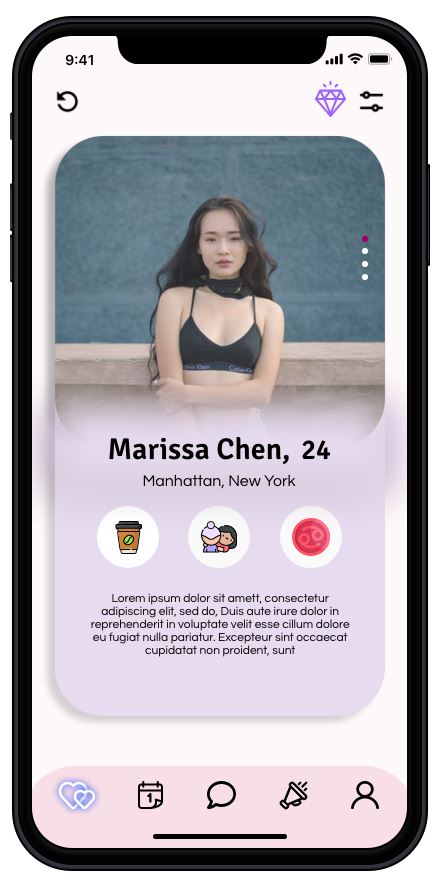 9:41
Calvin Klein
Calvin Klein
Marissa Chen, 24
Manhattan, New York
Lorem ipsum dolor sit amett, consectetur
adipiscing elit, sed do, Duis aute irure dolor in
reprehenderit in voluptate velit esse cillum dolore
eu fugiat nulla pariatur. Excepteur sint occaecat
cupidatat non proident, sunt
1